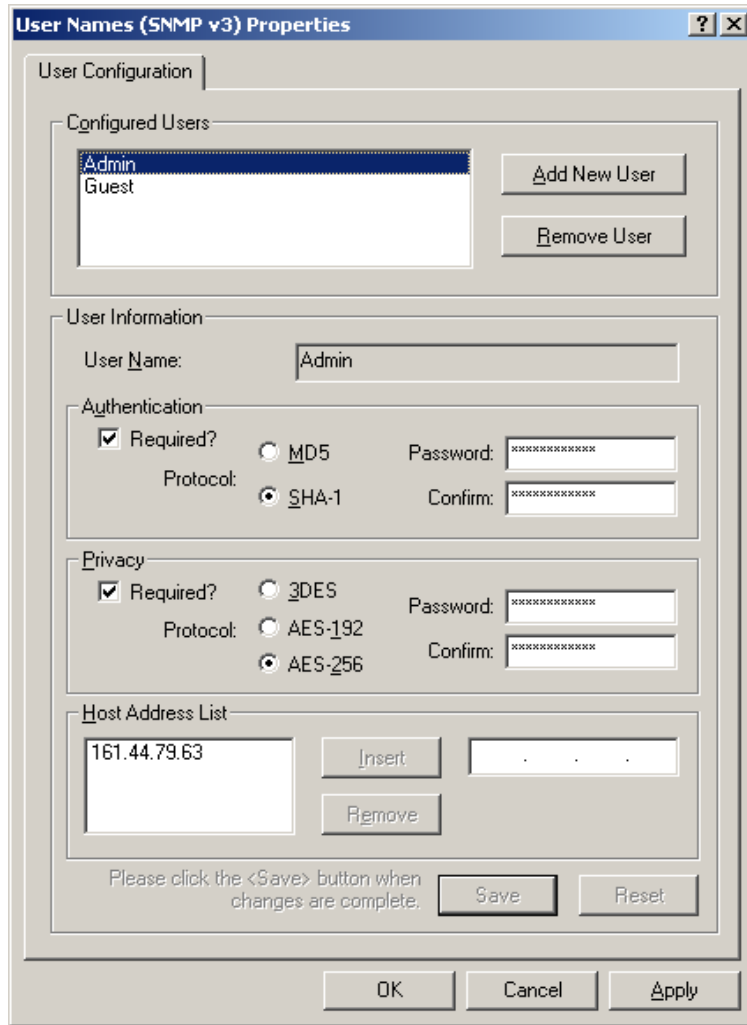 User Names (SNMP v3) Properties
User Configuration
Configured Users
Admin
Guest
Add New User
Remove User
User Information
User Name: Admin
Authentication
Required?
Protocol:
MD5
SHA-1
Password: ************
Confirm: ************
Privacy
Required?
Protocol:
3DES
AES-192
AES-256
Password: ************
Confirm: ************
Host Address List
161.44.79.63
Insert
. . .
Remove
Please click the <Save> button when
changes are complete.
Save
Reset
OK
Cancel
Apply